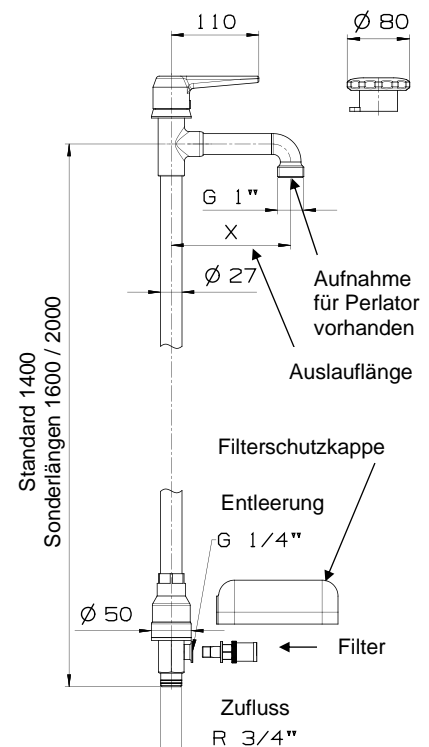 110
Ø 80
G 1"
X
Ø 27
Aufnahme
für Perlator
vorhanden
Auslauflänge
Standard 1400
Sonderlängen 1600 / 2000
Filterschutzkappe
Entleerung
G 1/4"
Ø 50
Filter
Zufluss
R 3/4"